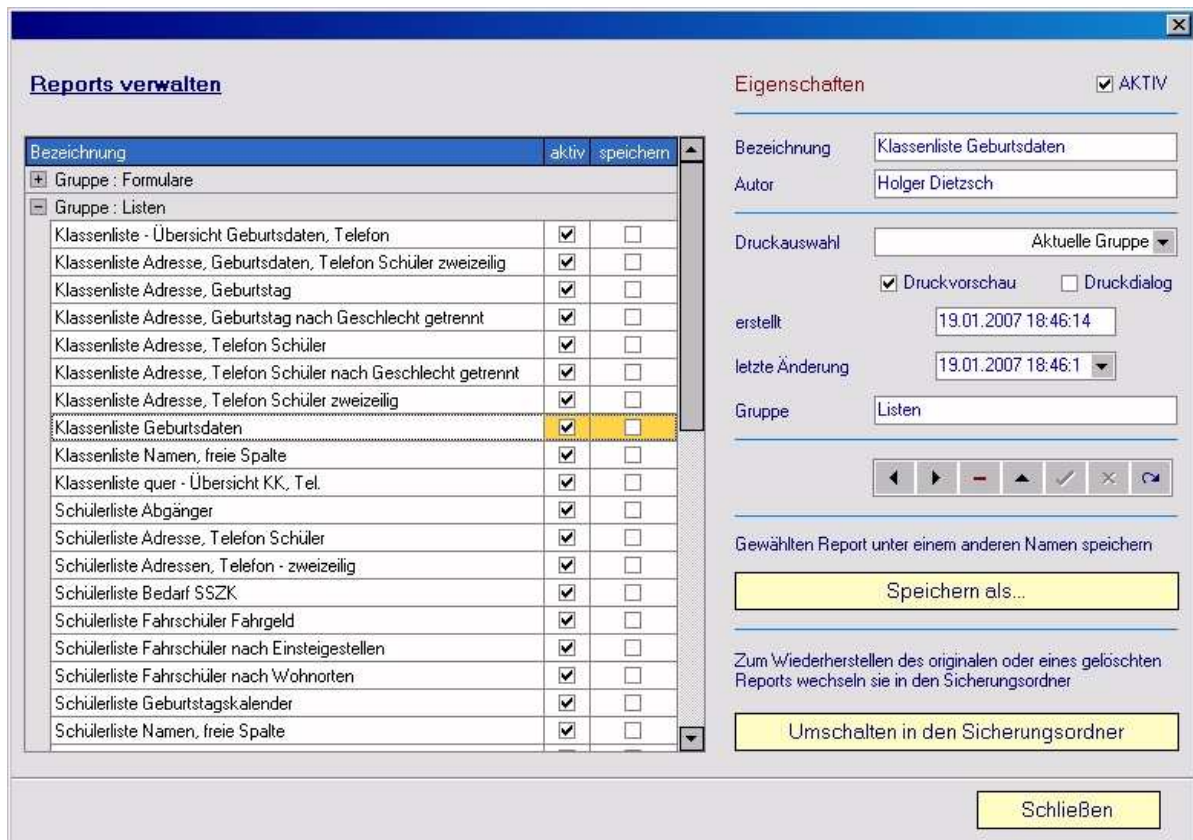 Reports verwalten
Bezeichnung aktiv speichern
Gruppe : Formulare
Gruppe : Listen
Klassenliste - Übersicht Geburtsdaten, Telefon
Klassenliste Adresse, Geburtsdaten, Telefon Schüler zweizeilig
Klassenliste Adresse, Geburtstag
Klassenliste Adresse, Geburtstag nach Geschlecht getrennt
Klassenliste Adresse, Telefon Schüler
Klassenliste Adresse, Telefon Schüler nach Geschlecht getrennt
Klassenliste Adresse, Telefon Schüler zweizeilig
Klassenliste Geburtsdaten
Klassenliste Namen, freie Spalte
Klassenliste quer - Übersicht KK, Tel.
Schülerliste Abgänger
Schülerliste Adresse, Telefon Schüler
Schülerliste Adressen, Telefon - zweizeilig
Schülerliste Bedarf SSZK
Schülerliste Fahrschüler Fahrgeld
Schülerliste Fahrschüler nach Einsteigestellen
Schülerliste Fahrschüler nach Wohnorten
Schülerliste Geburtstagskalender
Schülerliste Namen, freie Spalte
Eigenschaften AKTIV
Bezeichnung Klassenliste Geburtsdaten
Autor Holger Dietzsch
Druckauswahl Aktuelle Gruppe
Druckvorschau Druckdialog
erstellt 19.01.2007 18:46:14
letzte Änderung 19.01.2007 18:46:1
Gruppe Listen
Gewählten Report unter einem anderen Namen speichern
Speichern als...
Zum Wiederherstellen des originalen oder eines gelöschten
Reports wechseln sie in den Sicherungsordner
Umschalten in den Sicherungsordner
Schließen